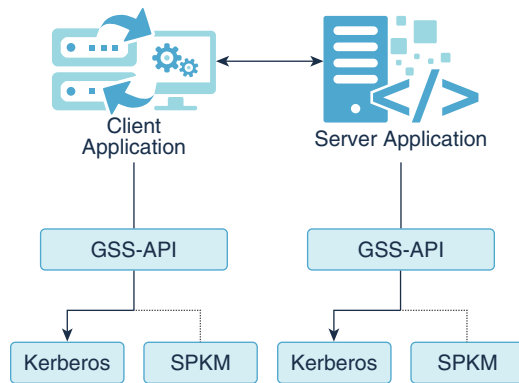 Client
Application
Server Application
</>
GSS-API
GSS-API
Kerberos
SPKM
Kerberos
SPKM